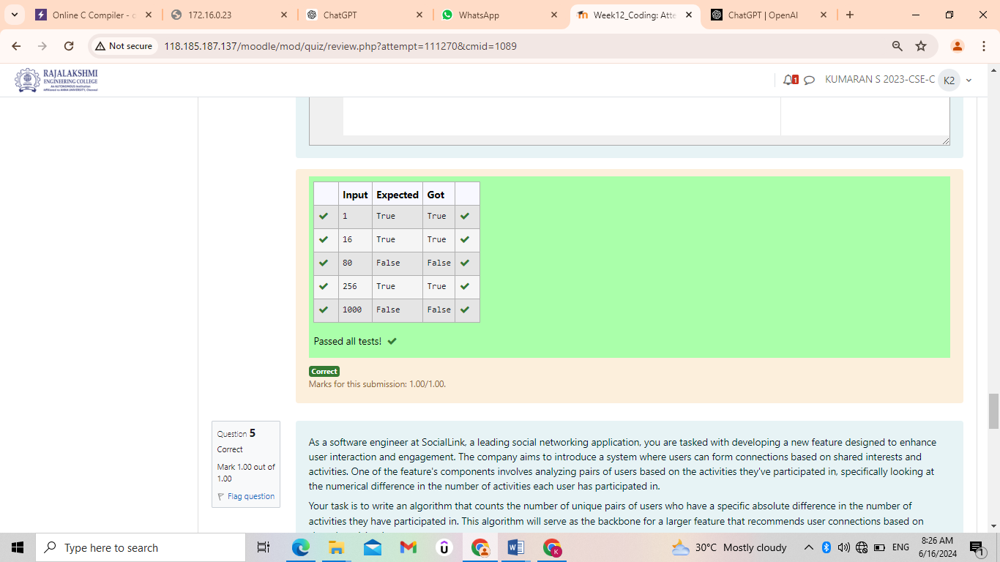 Online C Compiler - c
172.16.0.23
ChatGPT
WhatsApp
Week12_Coding: Atte
ChatGPT | OpenAI
Not secure
118.185.187.137/moodle/mod/quiz/review.php?attempt=111270&cmid=1089
RAJALAKSHMI
ENGINEERING COLLEGE
An AUTONOMOUS Institution
Affiliated to ANNA UNIVERSITY, Chennai
1
KUMARAN S 2023-CSE-C
K2
Input Expected Got
1 True True
16 True True
80 False False
256 True True
1000 False False
Passed all tests!
Correct
Marks for this submission: 1.00/1.00.
Question 5
Correct
Mark 1.00 out of
1.00
Flag question
As a software engineer at SocialLink, a leading social networking application, you are tasked with developing a new feature designed to enhance
user interaction and engagement. The company aims to introduce a system where users can form connections based on shared interests and
activities. One of the feature's components involves analyzing pairs of users based on the activities they've participated in, specifically looking at
the numerical difference in the number of activities each user has participated in.
Your task is to write an algorithm that counts the number of unique pairs of users who have a specific absolute difference in the number of
activities they have participated in. This algorithm will serve as the backbone for a larger feature that recommends user connections based on
Type here to search
30°C Mostly cloudy
ENG
8:26 AM
6/16/2024
1